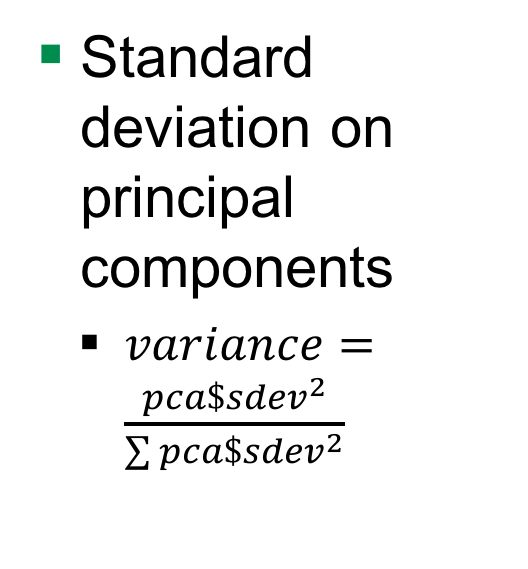 ▪ Standard
deviation on
principal
components
▪ variance =
pca$sdev²
∑ pca$sdev²